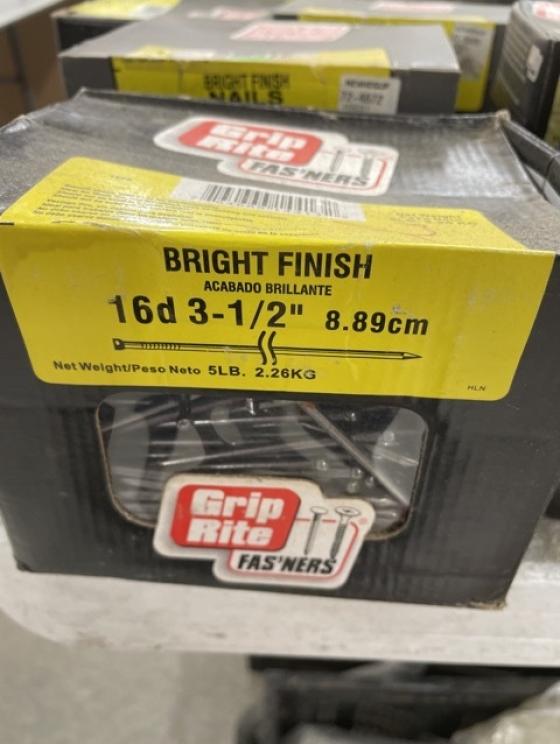 BRIGHT FINISH
NAILS
Grip
Rite
FAS'NERS
BRIGHT FINISH
ACABADO BRILLANTE
16d 3-1/2" 8.89cm
Net Weight/Peso Neto 5LB. 2.26KG
HLN
Grip
Rite
FAS'NERS